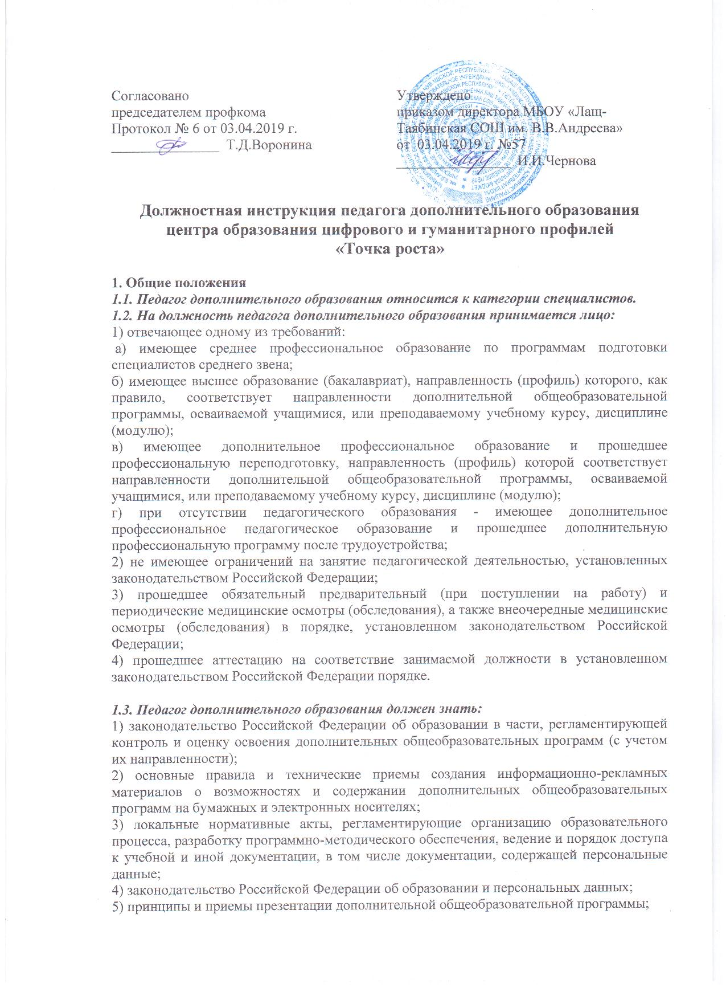 Согласовано
председателем профкома
Протокол № 6 от 03.04.2019 г.
_______________ Т.Д.Воронина
Утверждено
приказом директора МБОУ «Лащ-
Таябинская СОШ им. В.В.Андреева»
от 03.04.2019 г. №57
________________ И.И.Чернова
Должностная инструкция педагога дополнительного образования
центра образования цифрового и гуманитарного профилей
«Точка роста»
1. Общие положения
1.1. Педагог дополнительного образования относится к категории специалистов.
1.2. На должность педагога дополнительного образования принимается лицо:
1) отвечающее одному из требований:
а) имеющее среднее профессиональное образование по программам подготовки
специалистов среднего звена;
б) имеющее высшее образование (бакалавриат), направленность (профиль) которого, как
правило, соответствует направленности дополнительной общеобразовательной
программы, осваиваемой учащимися, или преподаваемому учебному курсу, дисциплине
(модулю);
в) имеющее дополнительное профессиональное образование и прошедшее
профессиональную переподготовку, направленность (профиль) которой соответствует
направленности дополнительной общеобразовательной программы, осваиваемой
учащимися, или преподаваемому учебному курсу, дисциплине (модулю);
г) при отсутствии педагогического образования - имеющее дополнительное
профессиональное педагогическое образование и прошедшее дополнительную
профессиональную программу после трудоустройства;
2) не имеющее ограничений на занятие педагогической деятельностью, установленных
законодательством Российской Федерации;
3) прошедшее обязательный предварительный (при поступлении на работу) и
периодические медицинские осмотры (обследования), а также внеочередные медицинские
осмотры (обследования) в порядке, установленном законодательством Российской
Федерации;
4) прошедшее аттестацию на соответствие занимаемой должности в установленном
законодательством Российской Федерации порядке.
1.3. Педагог дополнительного образования должен знать:
1) законодательство Российской Федерации об образовании в части, регламентирующей
контроль и оценку освоения дополнительных общеобразовательных программ (с учетом
их направленности);
2) основные правила и технические приемы создания информационно-рекламных
материалов о возможностях и содержании дополнительных общеобразовательных
программ на бумажных и электронных носителях;
3) локальные нормативные акты, регламентирующие организацию образовательного
процесса, разработку программно-методического обеспечения, ведение и порядок доступа
к учебной и иной документации, в том числе документации, содержащей персональные
данные;
4) законодательство Российской Федерации об образовании и персональных данных;
5) принципы и приемы презентации дополнительной общеобразовательной программы;